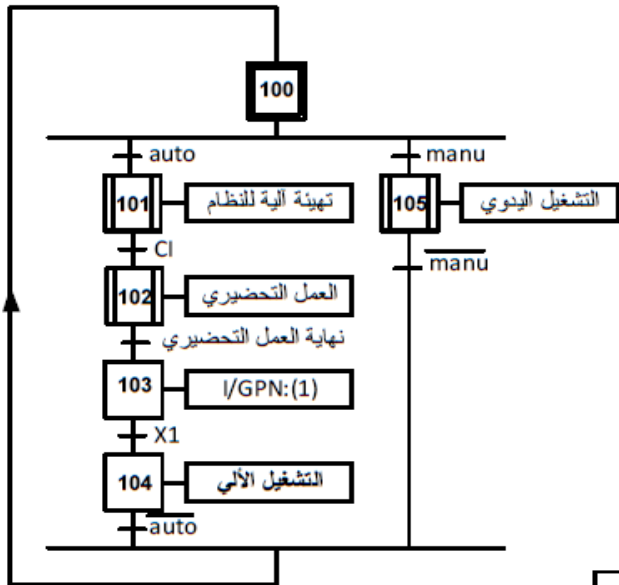 100
auto
manu
101
تهيئة آلية للنظام
105
التشغيل اليدوي
CI
manu
102
العمل التحضيري
نهاية العمل التحضيري
103
I/GPN:(1)
X1
104
التشغيل الألي
auto